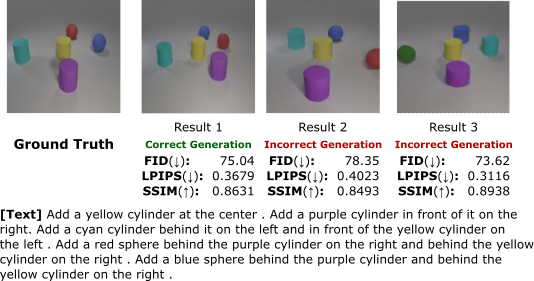 Ground Truth
Result 1
Correct Generation
FID(↓): 75.04
LPIPS(↓): 0.3679
SSIM(↑): 0.8631
Result 2
Incorrect Generation
FID(↓): 78.35
LPIPS(↓): 0.4023
SSIM(↑): 0.8493
Result 3
Incorrect Generation
FID(↓): 73.62
LPIPS(↓): 0.3116
SSIM(↑): 0.8938
[Text] Add a yellow cylinder at the center . Add a purple cylinder in front of it on the
right. Add a cyan cylinder behind it on the left and in front of the yellow cylinder on
the left . Add a red sphere behind the purple cylinder on the right and behind the yellow
cylinder on the right . Add a blue sphere behind the purple cylinder and behind the
yellow cylinder on the right .